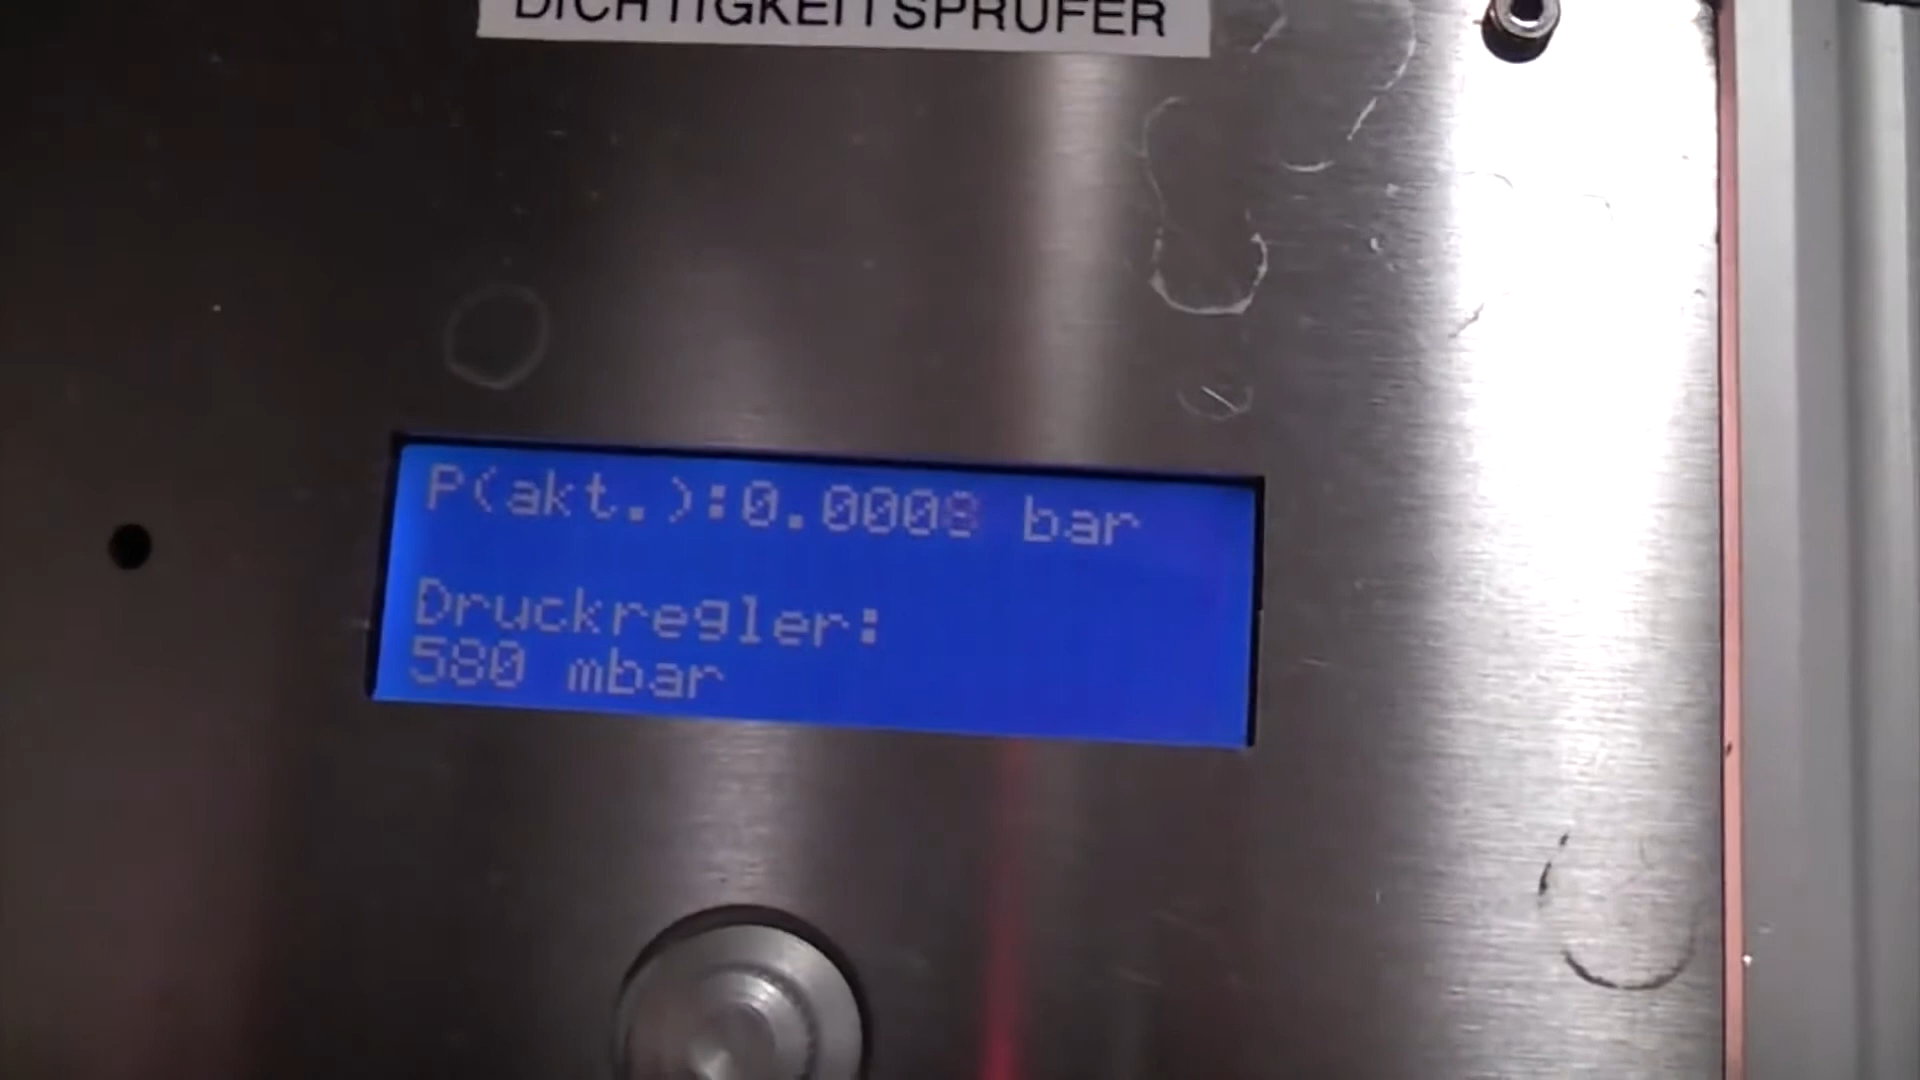 DICHTIGKEITSPRÜFER
P(akt.):0.0008 bar
Druckregler:
580 mbar